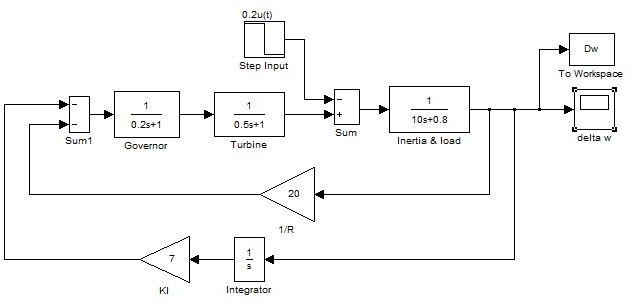 0.2u(t)
Step Input
Dw
To Workspace
−
−
Sum1
1
0.2s+1
Governor
1
0.5s+1
Turbine
−
+
Sum
1
10s+0.8
Inertia & load
delta w
20
1/R
7
KI
1
s
Integrator